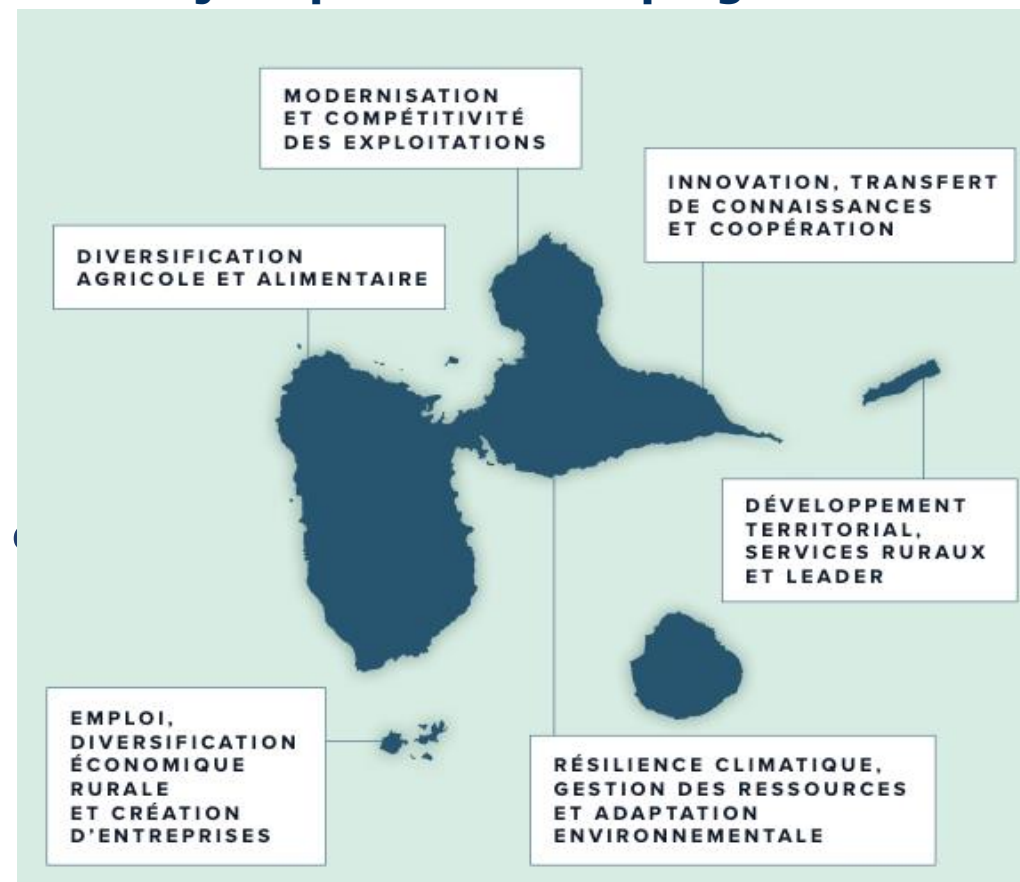 MODERNISATION
ET COMPÉTITIVITÉ
DES EXPLOITATIONS
INNOVATION, TRANSFERT
DE CONNAISSANCES
ET COOPÉRATION
DIVERSIFICATION
AGRICOLE ET ALIMENTAIRE
DÉVELOPPEMENT
TERRITORIAL,
SERVICES RURAUX
ET LEADER
EMPLOI,
DIVERSIFICATION
ÉCONOMIQUE
RURALE
ET CRÉATION
D’ENTREPRISES
RÉSILIENCE CLIMATIQUE,
GESTION DES RESSOURCES
ET ADAPTATION
ENVIRONNEMENTALE